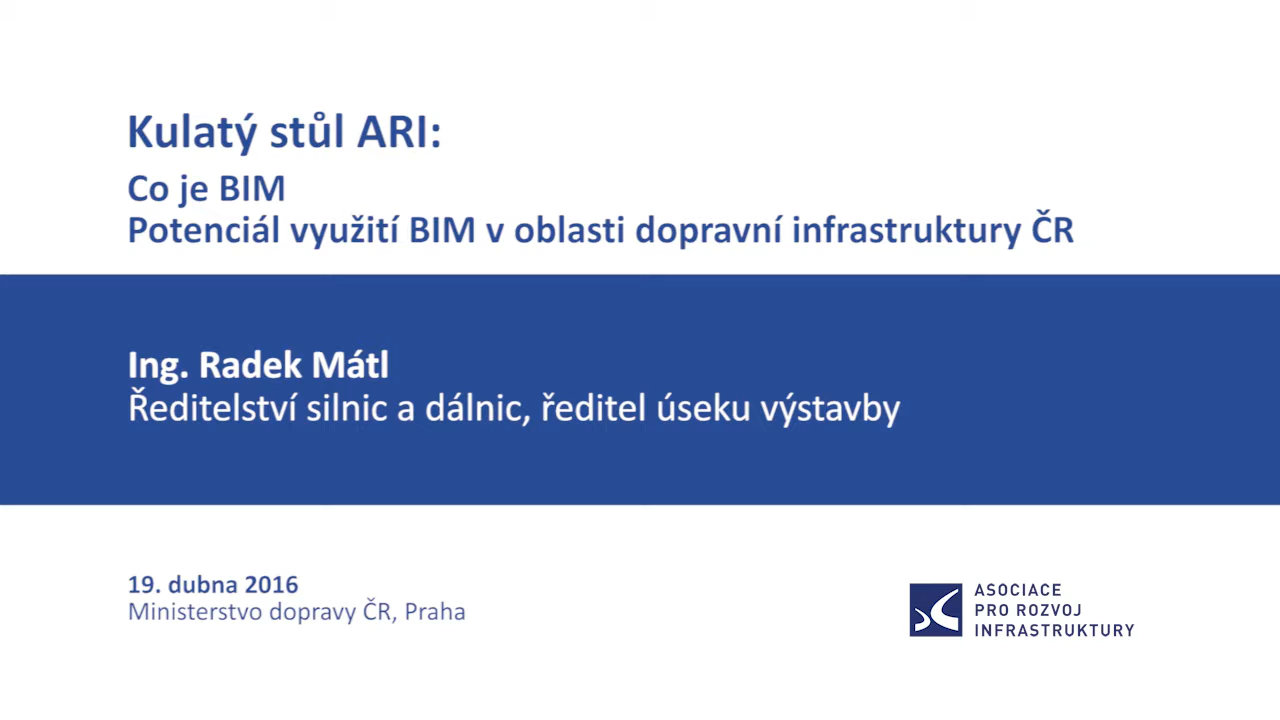 Kulatý stůl ARI:
Co je BIM
Potenciál využití BIM v oblasti dopravní infrastruktury ČR
Ing. Radek Mátl
Ředitelství silnic a dálnic, ředitel úseku výstavby
19. dubna 2016
Ministerstvo dopravy ČR, Praha
ASOCIACE
PRO ROZVOJ
INFRASTRUKTURY